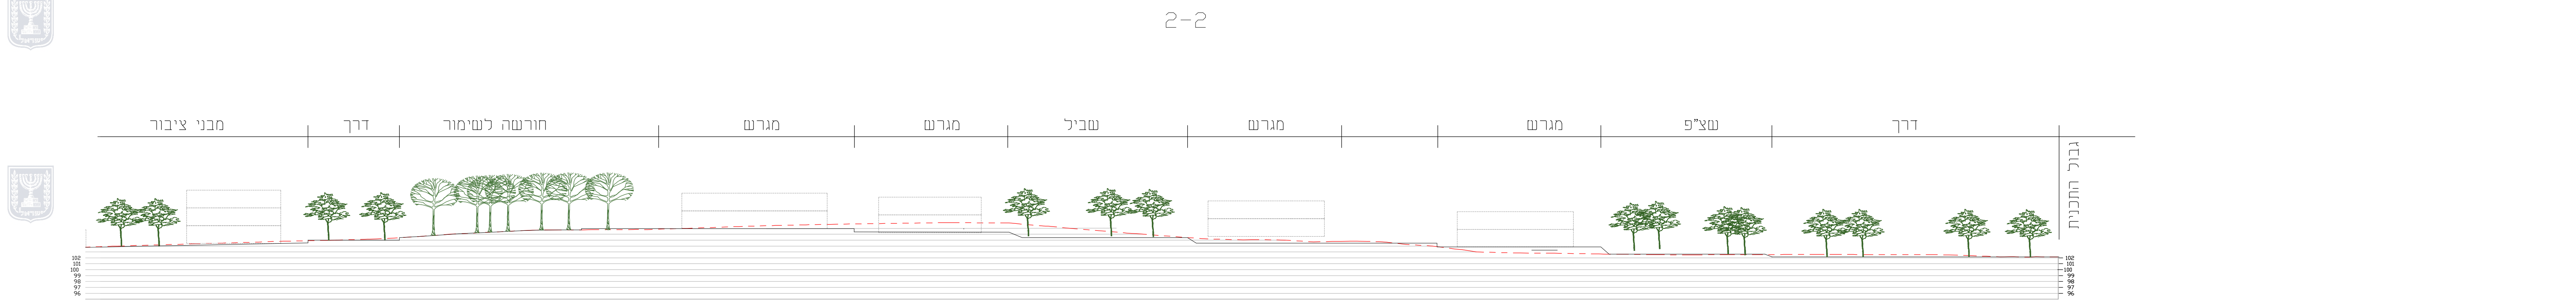 2-2
מבני ציבור
דרך
חורשה לשימור
מגרש
מגרש
שביל
מגרש
מגרש
שצ"פ
דרך
גבול התכנית
102
101
100
99
98
97
96
102
101
100
99
98
97
96